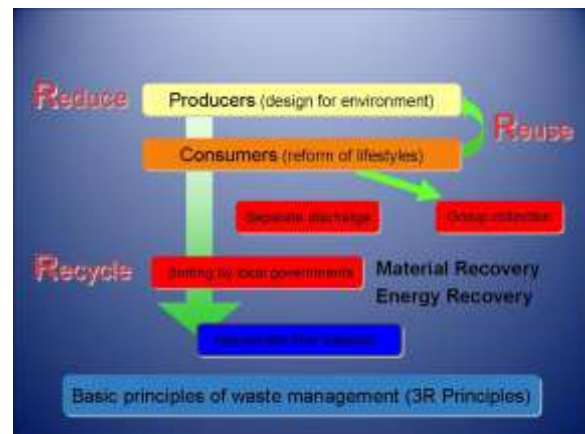 Reduce
Producers (design for environment)
Reuse
Consumers (reform of lifestyles)
Separate discharge
Group collection
Recycle
Sorting by local governments
Material Recovery
Energy Recovery
Basic principles of waste management (3R Principles)